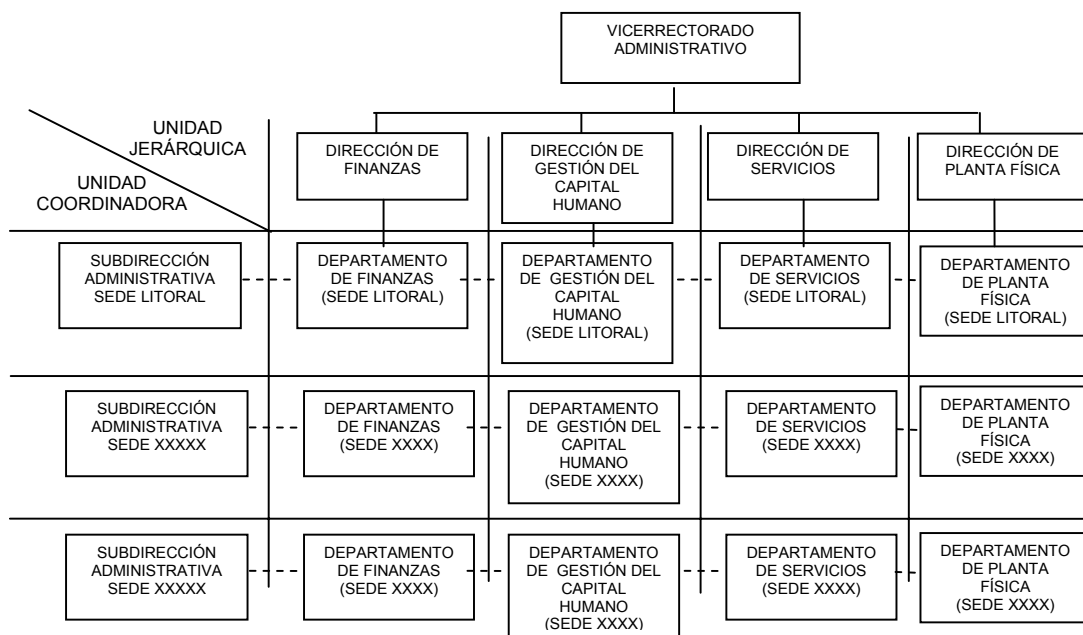 VICERRECTORADO
ADMINISTRATIVO
UNIDAD
JERÁRQUICA
UNIDAD
COORDINADORA
DIRECCIÓN DE
FINANZAS
DIRECCIÓN DE
GESTIÓN DEL
CAPITAL
HUMANO
DIRECCIÓN DE
SERVICIOS
DIRECCIÓN DE
PLANTA FÍSICA
SUBDIRECCIÓN
ADMINISTRATIVA
SEDE LITORAL
DEPARTAMENTO
DE FINANZAS
(SEDE LITORAL)
DEPARTAMENTO
DE GESTIÓN DEL
CAPITAL
HUMANO
(SEDE LITORAL)
DEPARTAMENTO
DE SERVICIOS
(SEDE LITORAL)
DEPARTAMENTO
DE PLANTA
FÍSICA
(SEDE LITORAL)
SUBDIRECCIÓN
ADMINISTRATIVA
SEDE XXXXX
DEPARTAMENTO
DE FINANZAS
(SEDE XXXX)
DEPARTAMENTO
DE GESTIÓN DEL
CAPITAL
HUMANO
(SEDE XXXX)
DEPARTAMENTO
DE SERVICIOS
(SEDE XXXX)
DEPARTAMENTO
DE PLANTA
FÍSICA
(SEDE XXXX)
SUBDIRECCIÓN
ADMINISTRATIVA
SEDE XXXXX
DEPARTAMENTO
DE FINANZAS
(SEDE XXXX)
DEPARTAMENTO
DE GESTIÓN DEL
CAPITAL
HUMANO
(SEDE XXXX)
DEPARTAMENTO
DE SERVICIOS
(SEDE XXXX)
DEPARTAMENTO
DE PLANTA
FÍSICA
(SEDE XXXX)